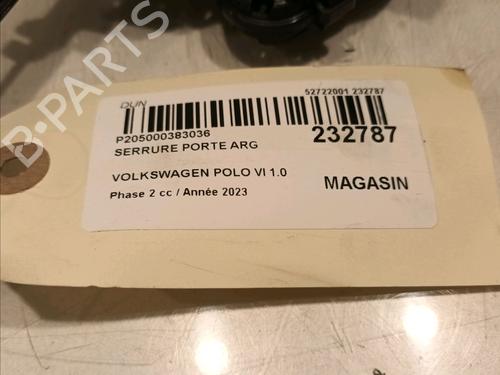 B-PARTS
DUN
52722001 232787
P205000383036
SERRURE PORTE ARG
232787
VOLKSWAGEN POLO VI 1.0
Phase 2 cc / Année 2023
MAGASIN